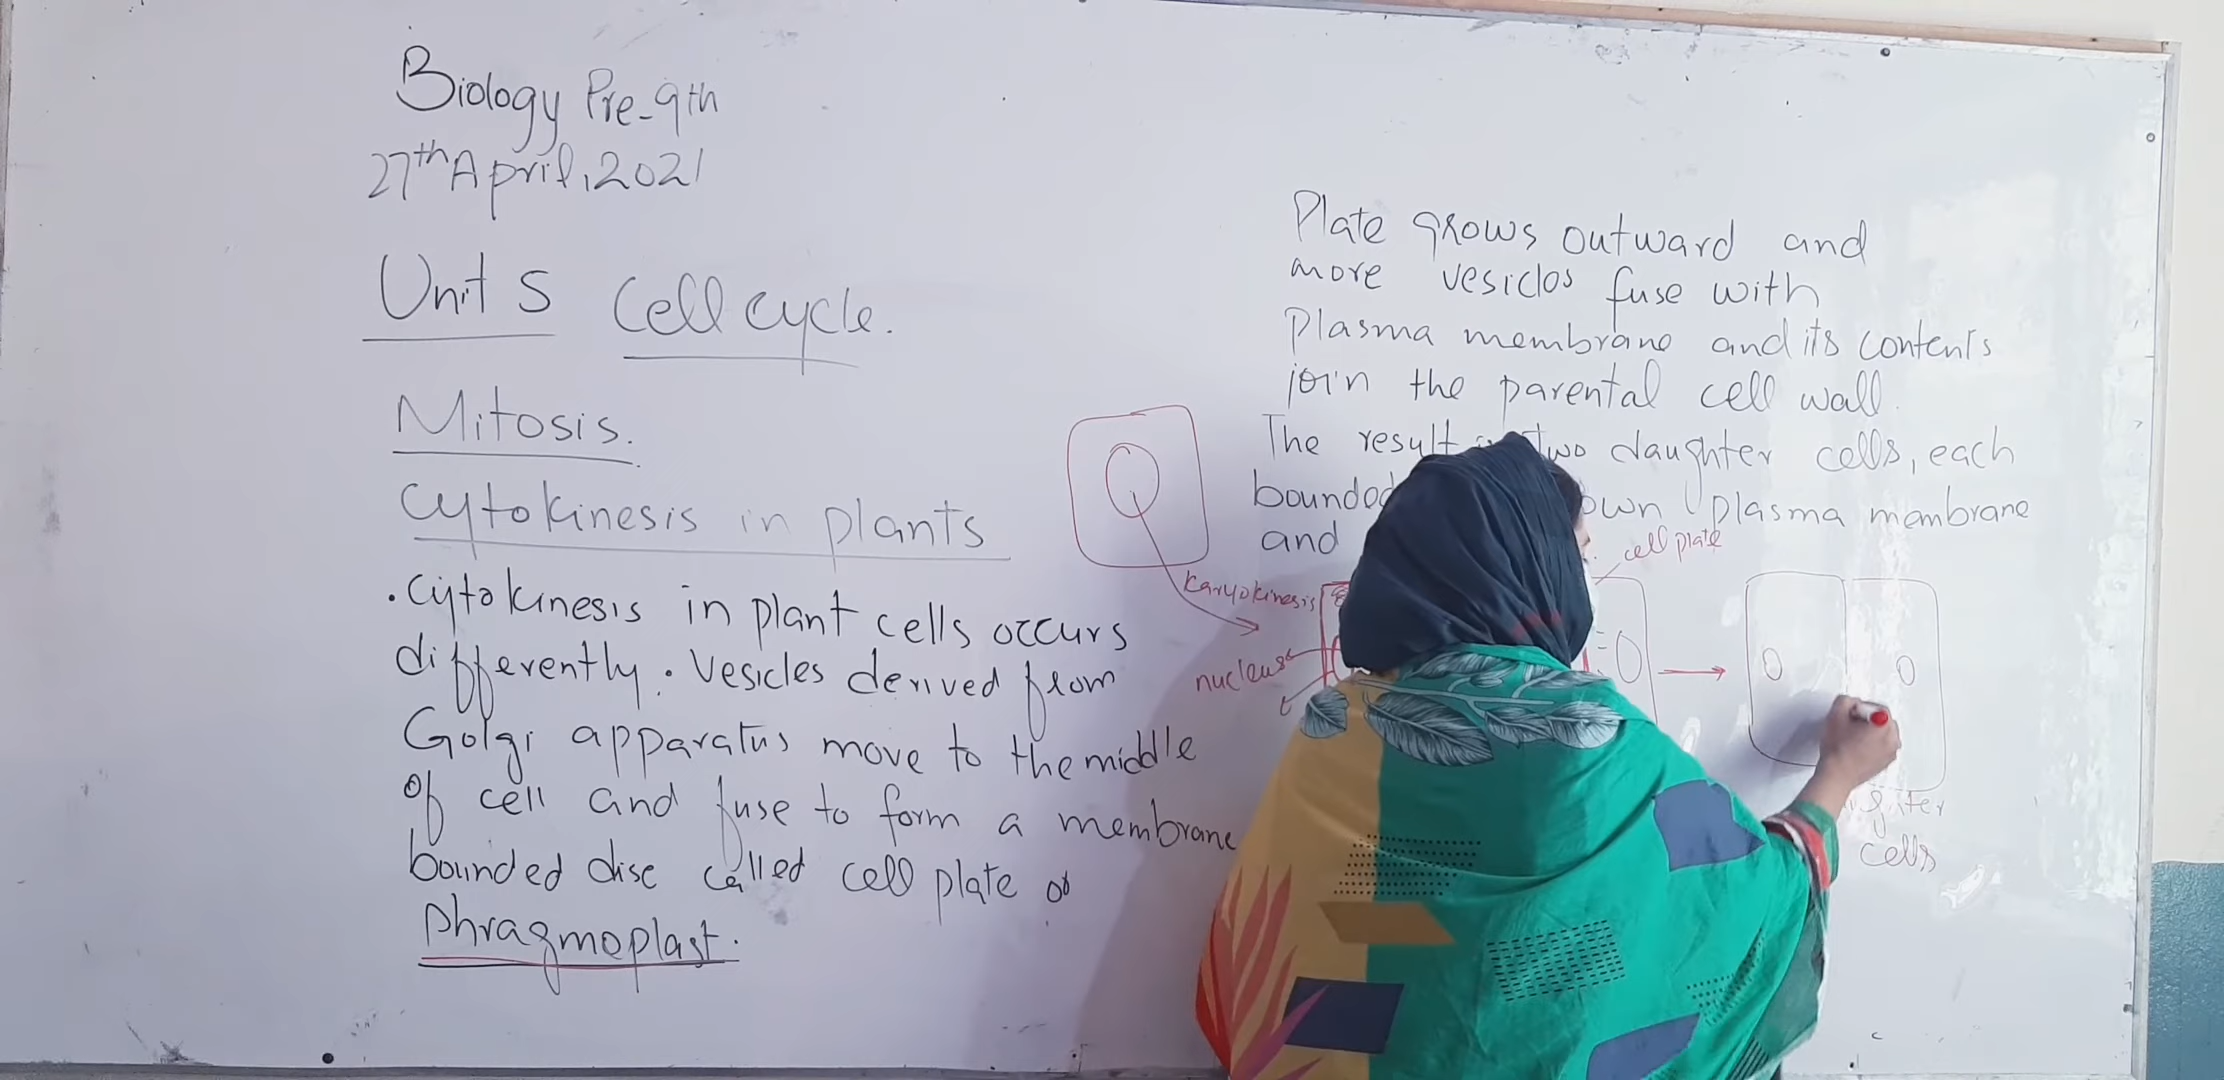 Biology Pre-9th
27th April, 2021
Unit 5 Cell cycle.
Mitosis.
Cytokinesis in plants
. Cytokinesis in plant cells occurs
differently. Vesicles derived from
Golgi apparatus move to the middle
of cell and fuse to form a membrane
bounded disc called cell plate or
phragmoplast.
Plate grows outward and
more vesicles fuse with
plasma membrane and its contents
join the parental cell wall.
The result two daughter cells, each
bounded own plasma membrane
and
cell plate
Karyokinesis
nucleus
cells